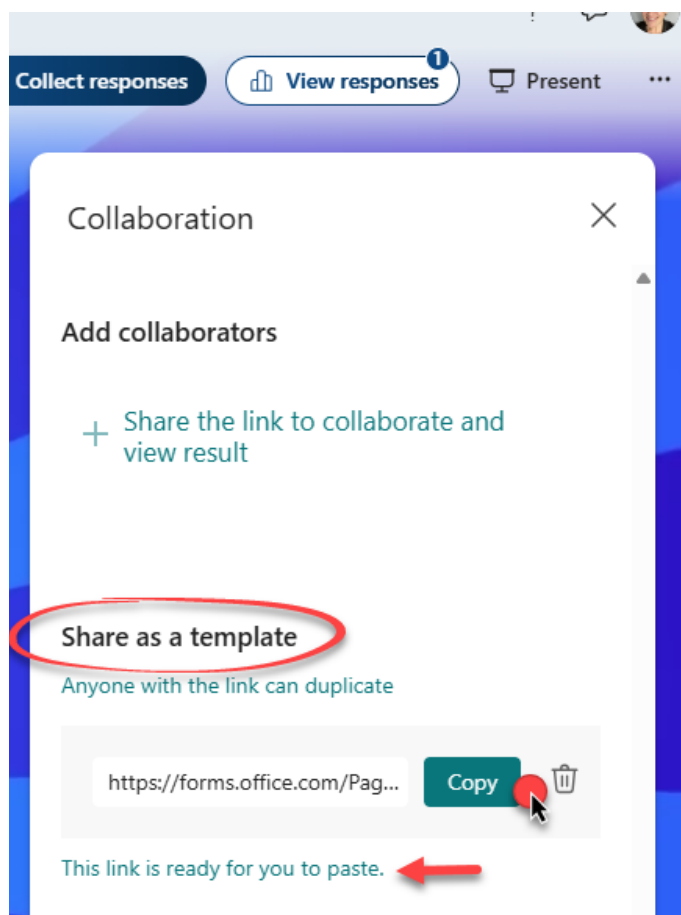 Collect responses
View responses
1
Present
Collaboration
Add collaborators
Share the link to collaborate and
view result
Share as a template
Anyone with the link can duplicate
https://forms.office.com/Pag...
Copy
This link is ready for you to paste.